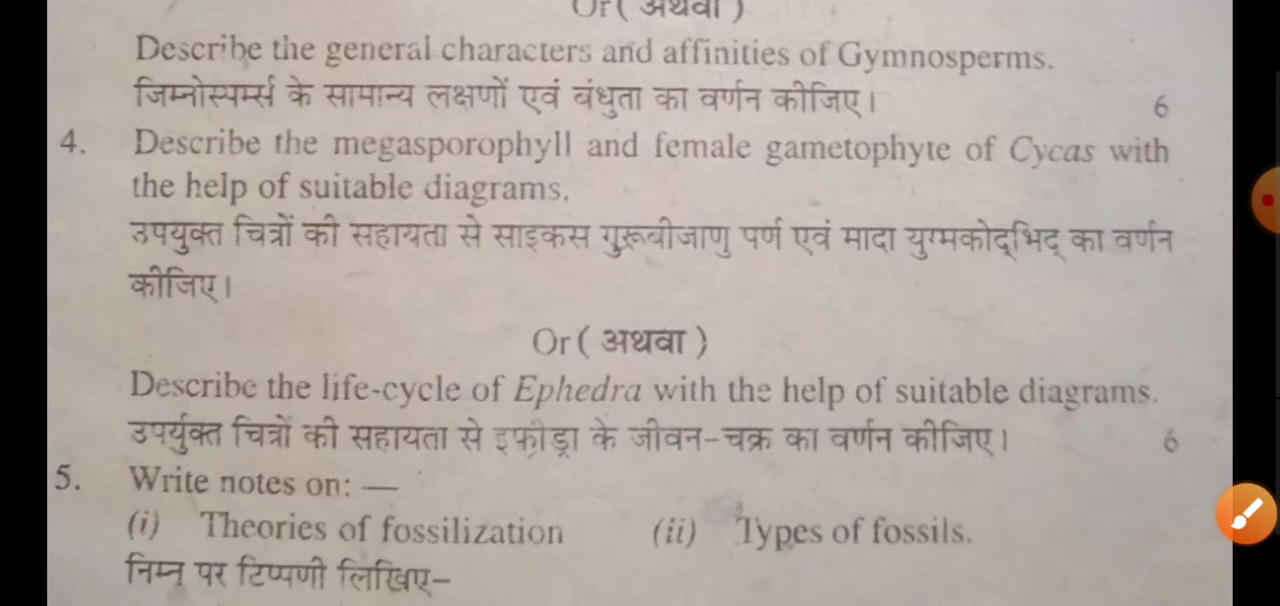 Or ( अथवा )
Describe the general characters and affinities of Gymnosperms.
जिम्नोस्पर्म्स के सामान्य लक्षणों एवं बंधुता का वर्णन कीजिए। 6
4. Describe the megasporophyll and female gametophyte of Cycas with
the help of suitable diagrams.
उपयुक्त चित्रों की सहायता से साइकस गुरूबीजाणु पर्ण एवं मादा युग्मकोद्भिद् का वर्णन
कीजिए।
Or ( अथवा )
Describe the life-cycle of Ephedra with the help of suitable diagrams.
उपर्युक्त चित्रों की सहायता से इफीड्रा के जीवन-चक्र का वर्णन कीजिए। 6
5. Write notes on: —
(i) Theories of fossilization (ii) Types of fossils.
निम्न पर टिप्पणी लिखिए–